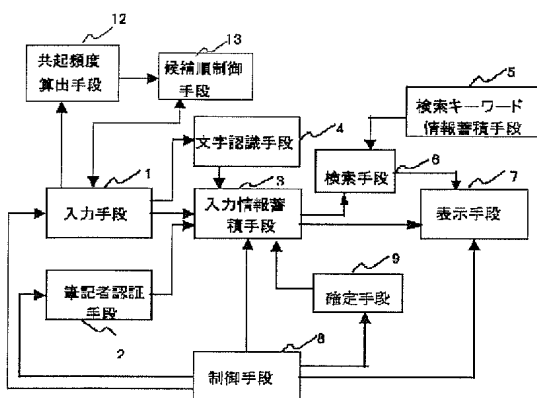 12
13
共起頻度
算出手段
候補順制御
手段
5
検索キーワード
情報蓄積手段
文字認識手段
4
6
検索手段
7
1
3
入力手段
入力情報蓄
積手段
表示手段
9
筆記者認証
手段
確定手段
2
8
制御手段